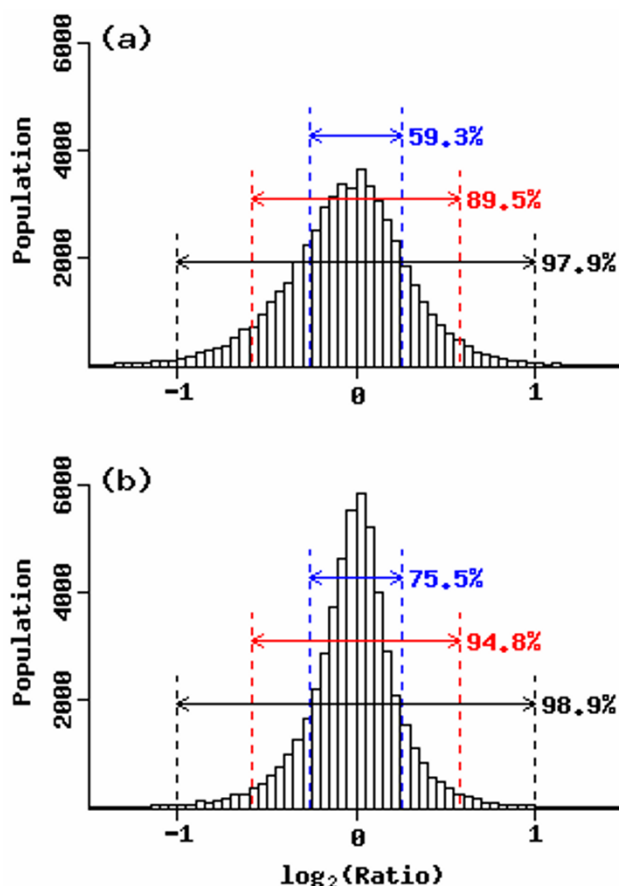 (a)
6000
4000
2000
Population
59.3%
89.5%
97.9%
-1 0 1
(b)
6000
4000
2000
Population
75.5%
94.8%
98.9%
-1 0 1
log₂(Ratio)